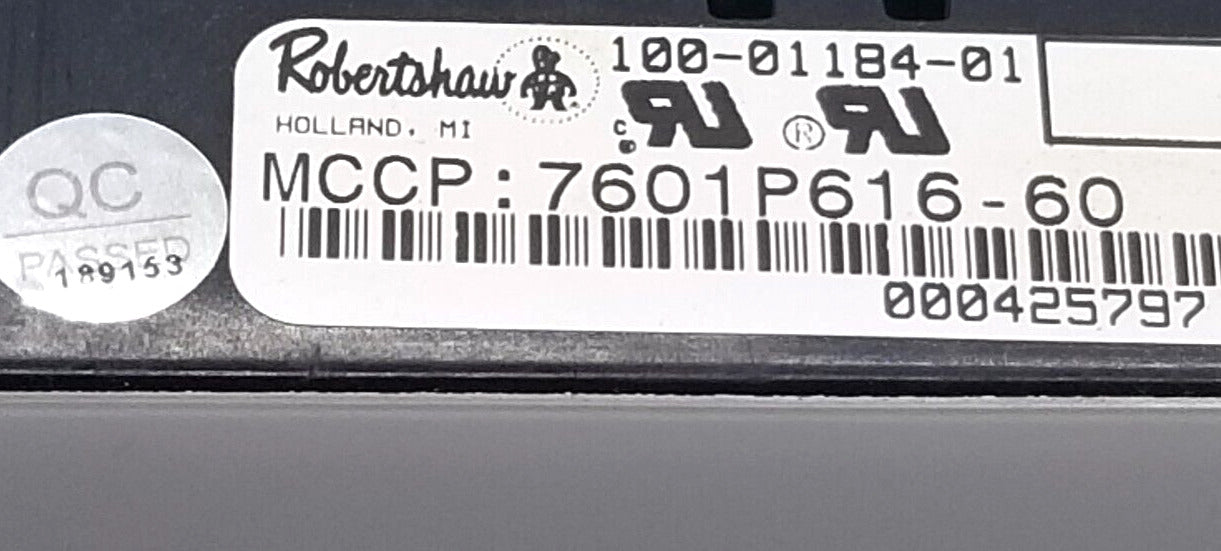 Robertshaw
100-01184-01
HOLLAND, MI
MCCP:7601P616-60
000425797
QC
PASSED
189153